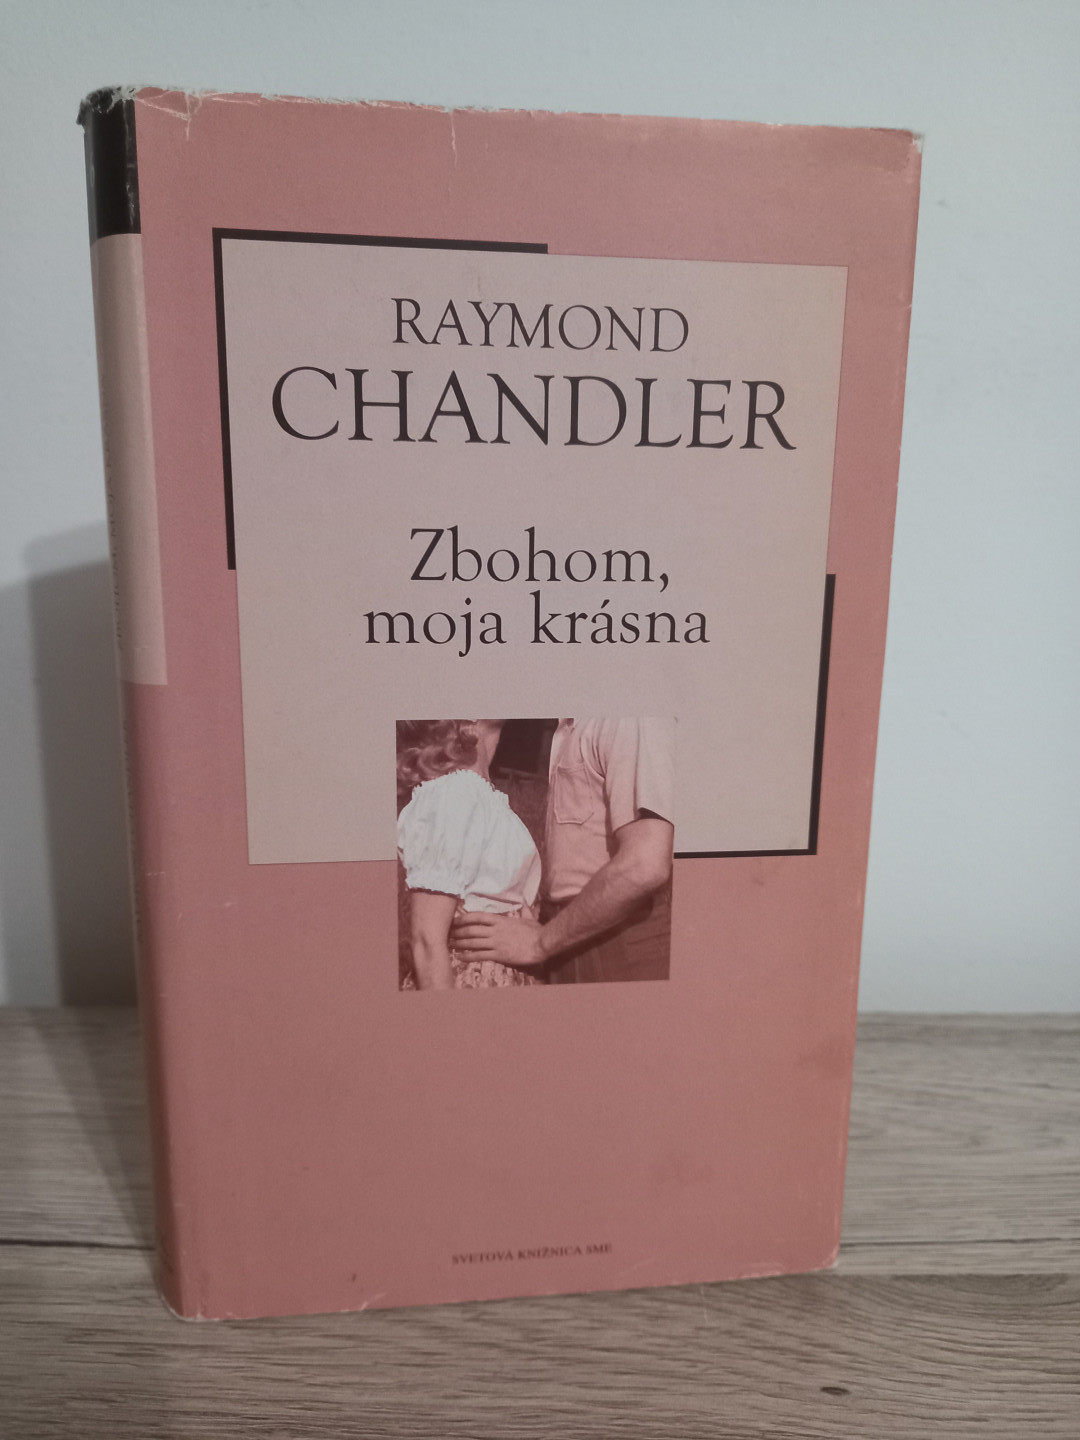 RAYMOND
CHANDLER
Zbohom,
moja krásna
SVETOVÁ KNIŽNICA SME